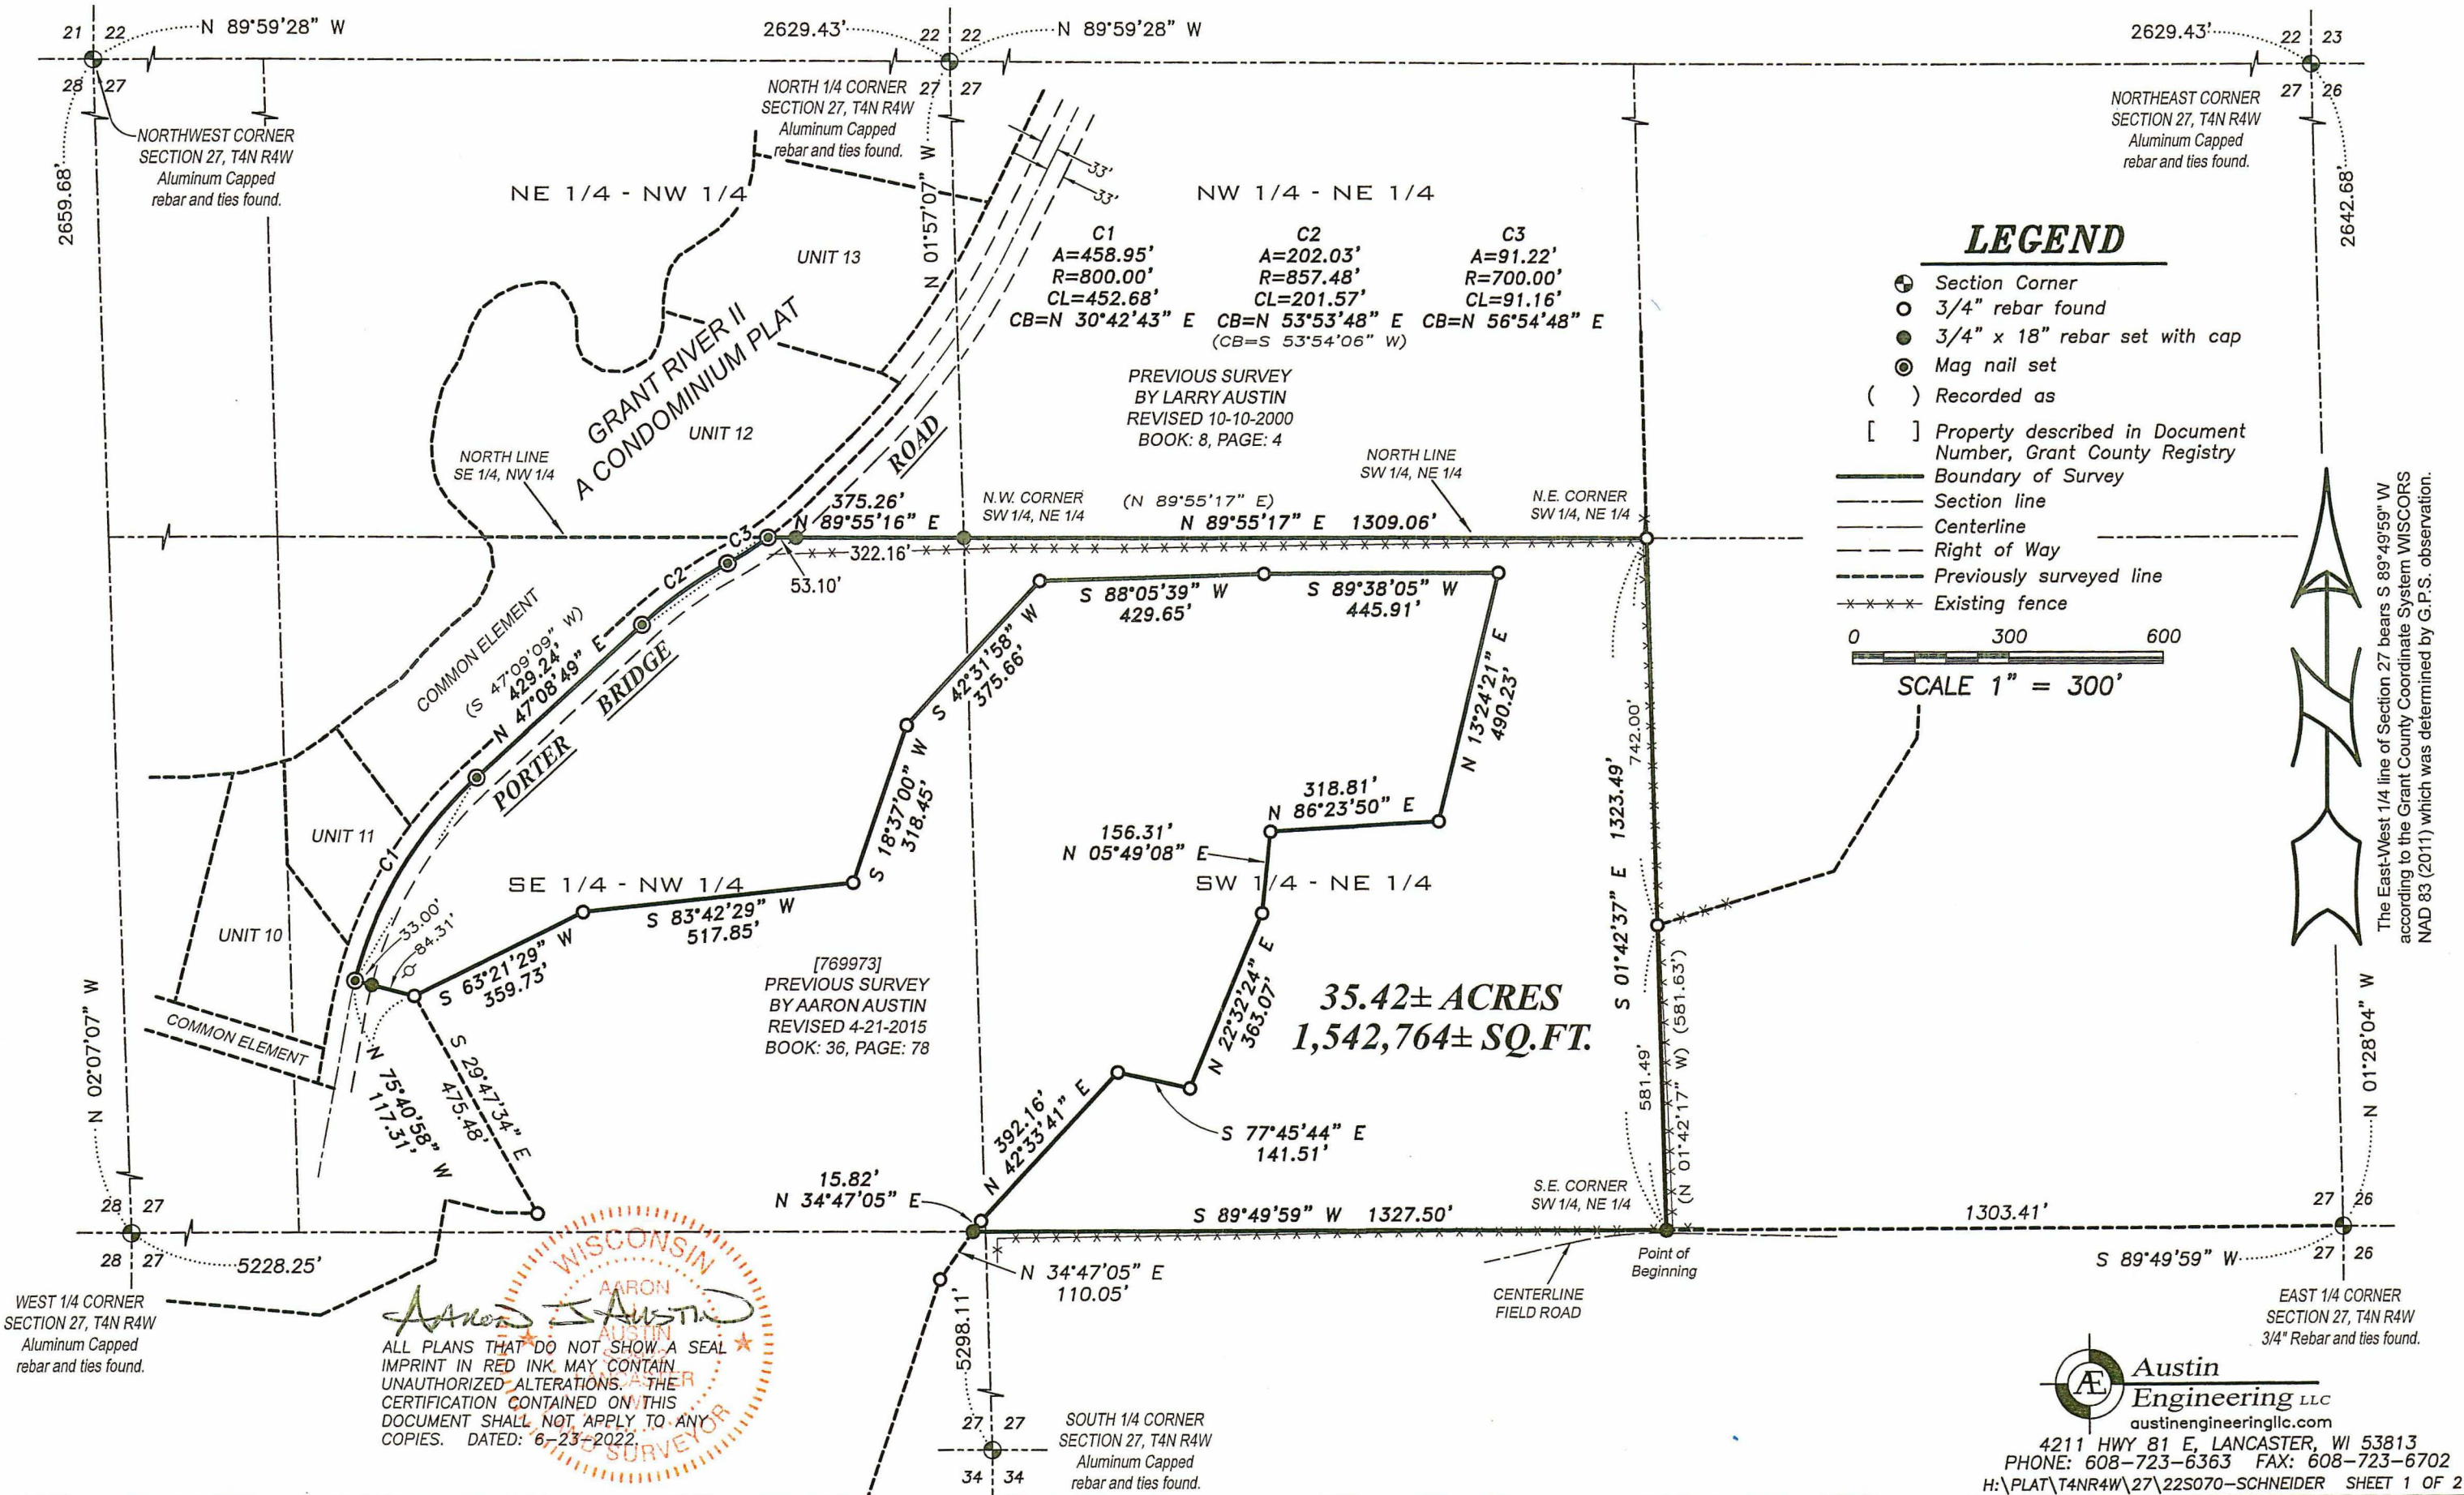 21 22
N 89°59'28" W
2629.43'
22 22
N 89°59'28" W
2629.43'
22 23
28 27
NORTHWEST CORNER
SECTION 27, T4N R4W
Aluminum Capped
rebar and ties found.
2659.68'
NORTH 1/4 CORNER
SECTION 27, T4N R4W
Aluminum Capped
rebar and ties found.
27 27
N 01°57'07" W
33'
33'
NORTHEAST CORNER
SECTION 27, T4N R4W
Aluminum Capped
rebar and ties found.
27 26
2642.68'
NE 1/4 - NW 1/4
NW 1/4 - NE 1/4
UNIT 13
C1
A=458.95'
R=800.00'
CL=452.68'
CB=N 30°42'43" E
C2
A=202.03'
R=857.48'
CL=201.57'
CB=N 53°53'48" E
(CB=S 53°54'06" W)
C3
A=91.22'
R=700.00'
CL=91.16'
CB=N 56°54'48" E
LEGEND
Section Corner
3/4" rebar found
3/4" x 18" rebar set with cap
Mag nail set
( ) Recorded as
[ ] Property described in Document
Number, Grant County Registry
Boundary of Survey
Section line
Centerline
Right of Way
Previously surveyed line
Existing fence
0 300 600
SCALE 1" = 300'
GRANT RIVER II
A CONDOMINIUM PLAT
UNIT 12
PREVIOUS SURVEY
BY LARRY AUSTIN
REVISED 10-10-2000
BOOK: 8, PAGE: 4
NORTH LINE
SE 1/4, NW 1/4
ROAD
375.26'
N 89°55'16" E
N.W. CORNER
SW 1/4, NE 1/4
(N 89°55'17" E)
N 89°55'17" E 1309.06'
NORTH LINE
SW 1/4, NE 1/4
N.E. CORNER
SW 1/4, NE 1/4
322.16'
53.10'
C3
C2
COMMON ELEMENT
(S 47°09'09" W)
429.24'
N 47°08'49" E
BRIDGE
PORTER
S 88°05'39" W
429.65'
S 89°38'05" W
445.91'
S 42°31'58" W
375.66'
N 13°24'21" E
490.23'
S 18°37'00" W
318.45'
318.81'
N 86°23'50" E
156.31'
N 05°49'08" E
742.00'
S 01°42'37" E 1323.49'
UNIT 11
C1
UNIT 10
SE 1/4 - NW 1/4
SW 1/4 - NE 1/4
S 83°42'29" W
517.85'
33.00'
84.31'
S 63°21'29" W
359.73'
[769973]
PREVIOUS SURVEY
BY AARON AUSTIN
REVISED 4-21-2015
BOOK: 36, PAGE: 78
N 22°32'24" E
363.07'
35.42± ACRES
1,542,764± SQ.FT.
581.49'
(N 01°42'17" W) (581.63')
COMMON ELEMENT
N 75°40'58" W
117.31'
S 29°47'34" E
475.48'
N 02°07'07" W
N 01°28'04" W
392.16'
N 42°33'41" E
S 77°45'44" E
141.51'
15.82'
N 34°47'05" E
S.E. CORNER
SW 1/4, NE 1/4
S 89°49'59" W 1327.50'
1303.41'
28 27
28 27
5228.25'
WEST 1/4 CORNER
SECTION 27, T4N R4W
Aluminum Capped
rebar and ties found.
N 34°47'05" E
110.05'
Point of
Beginning
CENTERLINE
FIELD ROAD
27 26
27 26
S 89°49'59" W
EAST 1/4 CORNER
SECTION 27, T4N R4W
3/4" Rebar and ties found.
5298.11'
27 27
34 34
SOUTH 1/4 CORNER
SECTION 27, T4N R4W
Aluminum Capped
rebar and ties found.
WISCONSIN
AARON
AUSTIN
LANCASTER
WI
LAND SURVEYOR
AARON J AUSTIN
ALL PLANS THAT DO NOT SHOW A SEAL
IMPRINT IN RED INK MAY CONTAIN
UNAUTHORIZED ALTERATIONS. THE
CERTIFICATION CONTAINED ON THIS
DOCUMENT SHALL NOT APPLY TO ANY
COPIES. DATED: 6-23-2022
The East-West 1/4 line of Section 27 bears S 89°49'59" W
according to the Grant County Coordinate System WISCORS
NAD 83 (2011) which was determined by G.P.S. observation.
Æ
Austin
Engineering LLC
austinengineeringllc.com
4211 HWY 81 E, LANCASTER, WI 53813
PHONE: 608-723-6363 FAX: 608-723-6702
H:\PLAT\T4NR4W\27\22S070-SCHNEIDER SHEET 1 OF 2